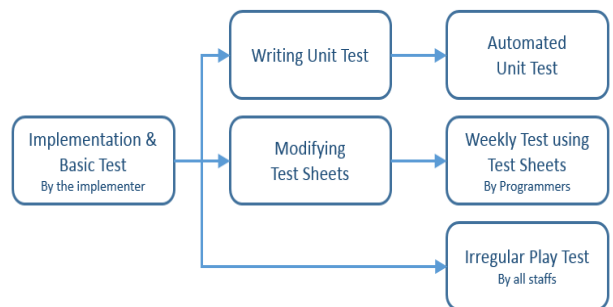 Implementation &
Basic Test
By the implementer
Writing Unit Test
Automated
Unit Test
Modifying
Test Sheets
Weekly Test using
Test Sheets
By Programmers
Irregular Play Test
By all staffs